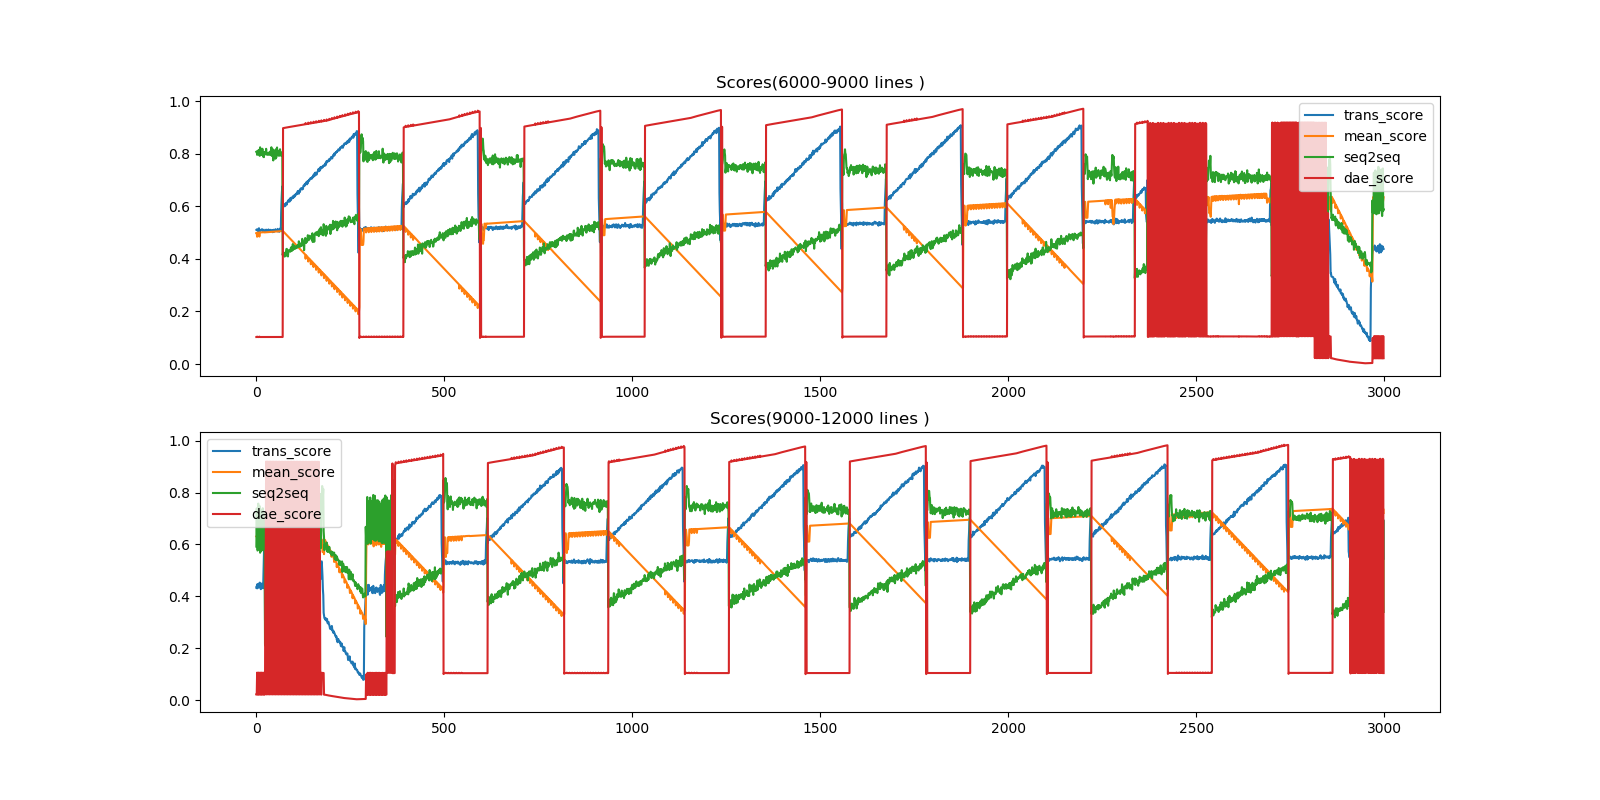 Scores(6000-9000 lines )
1.0
0.8
0.6
0.4
0.2
0.0
trans_score
mean_score
seq2seq
dae_score
0 500 1000 1500 2000 2500 3000
Scores(9000-12000 lines )
1.0
0.8
0.6
0.4
0.2
0.0
trans_score
mean_score
seq2seq
dae_score
0 500 1000 1500 2000 2500 3000